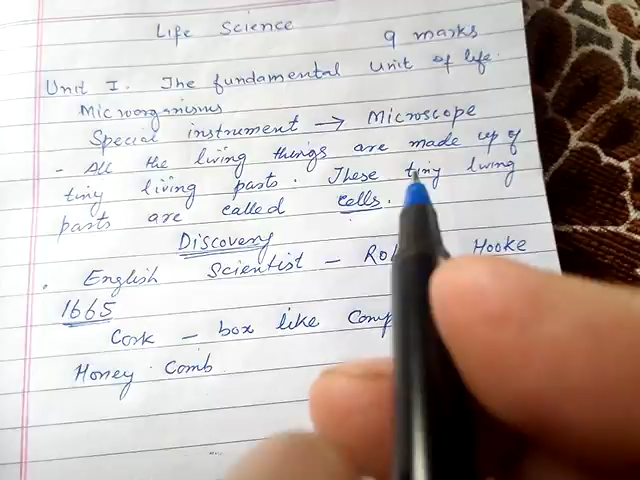 Life Science
9 marks
Unit I. The fundamental unit of life.
Microorganisms
Special instrument → Microscope
- All the living things are made up of
tiny living parts. These tiny living
parts are called cells.
Discovery
. English Scientist - Ro Hooke
1665
Cork - box like Comp
Honey Comb